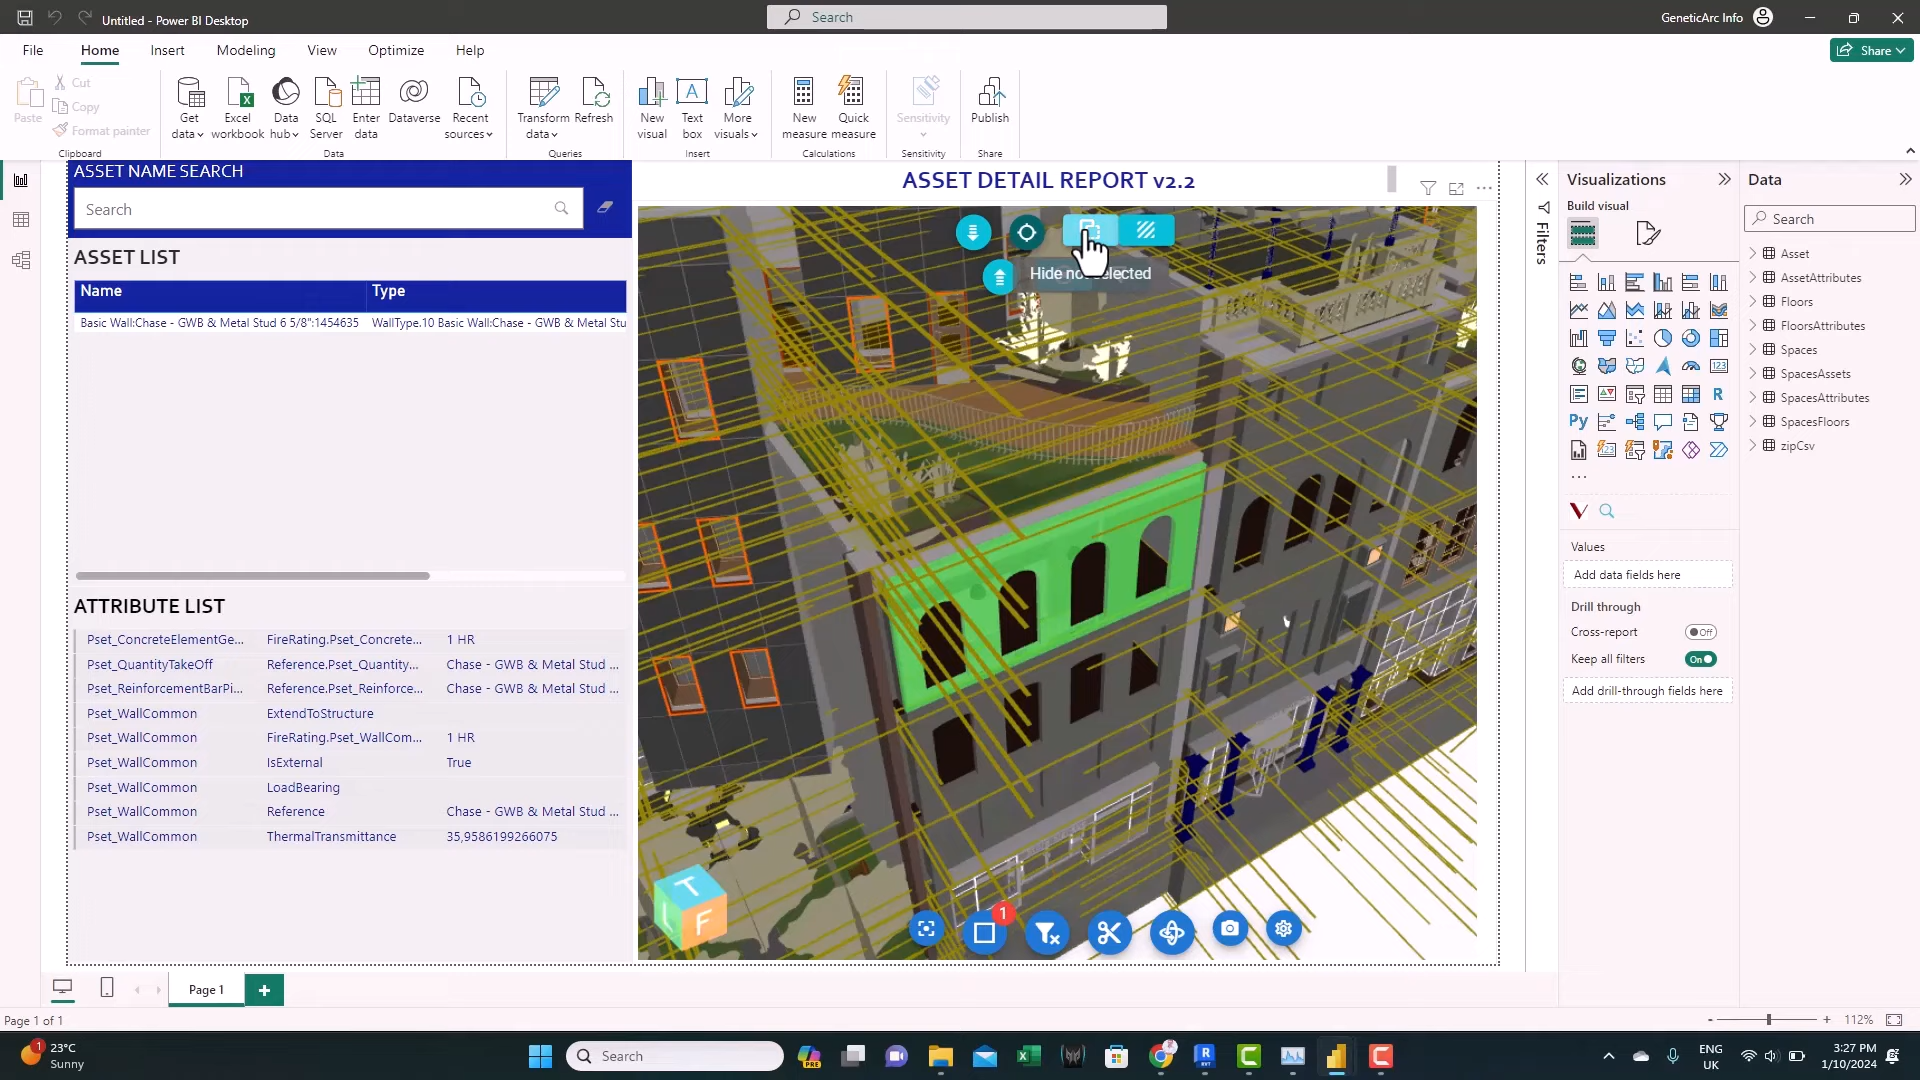 Untitled - Power BI Desktop
Search
GeneticArc Info
File
Home
Insert
Modeling
View
Optimize
Help
Share
Paste
Cut
Copy
Format painter
Clipboard
Get data
Excel workbook
Data hub
SQL Server
Enter data
Dataverse
Recent sources
Data
Transform data
Refresh
Queries
New visual
Text box
More visuals
Insert
New measure
Quick measure
Calculations
Sensitivity
Sensitivity
Publish
Share
ASSET NAME SEARCH
Search
ASSET LIST
Name Type
Basic Wall:Chase - GWB & Metal Stud 6 5/8":1454635 WallType.10 Basic Wall:Chase - GWB & Metal Stu
ATTRIBUTE LIST
Pset_ConcreteElementGe... FireRating.Pset_Concrete... 1 HR
Pset_QuantityTakeOff Reference.Pset_Quantity... Chase - GWB & Metal Stud ...
Pset_ReinforcementBarPi... Reference.Pset_Reinforce... Chase - GWB & Metal Stud ...
Pset_WallCommon ExtendToStructure
Pset_WallCommon FireRating.Pset_WallCom... 1 HR
Pset_WallCommon IsExternal True
Pset_WallCommon LoadBearing
Pset_WallCommon Reference Chase - GWB & Metal Stud ...
Pset_WallCommon ThermalTransmittance 35,9586199266075
ASSET DETAIL REPORT v2.2
Hide not selected
T
L F
1
Filters
Visualizations
Build visual
123
R
Py
123
...
Values
Add data fields here
Drill through
Cross-report
Off
Keep all filters
On
Add drill-through fields here
Data
Search
Asset
AssetAttributes
Floors
FloorsAttributes
Spaces
SpacesAssets
SpacesAttributes
SpacesFloors
zipCsv
Page 1
Page 1 of 1
- + 112%
1
23°C
Sunny
Search
PRE
ENG
UK
3:27 PM
1/10/2024